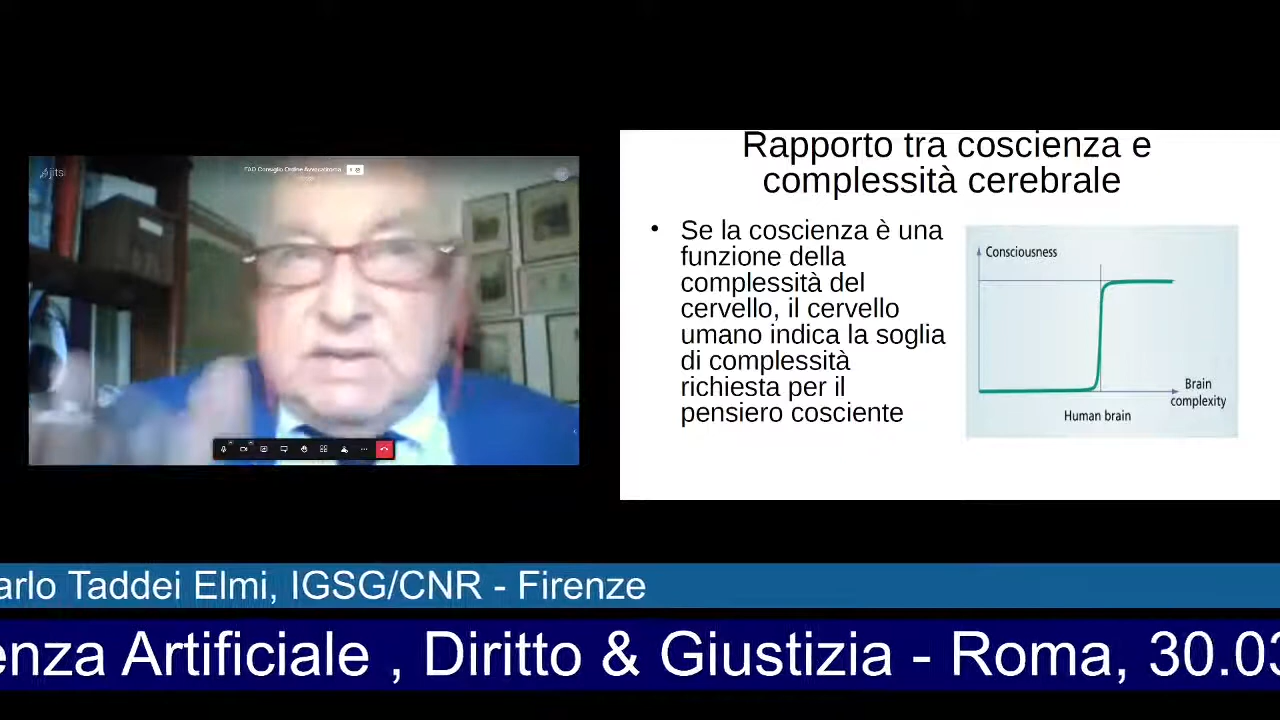 Rapporto tra coscienza e
complessità cerebrale
jitsi
• Se la coscienza è una
funzione della
complessità del
cervello, il cervello
umano indica la soglia
di complessità
richiesta per il
pensiero cosciente
Consciousness
Brain
complexity
Human brain
arlo Taddei Elmi, IGSG/CNR - Firenze
enza Artificiale , Diritto & Giustizia - Roma, 30.03